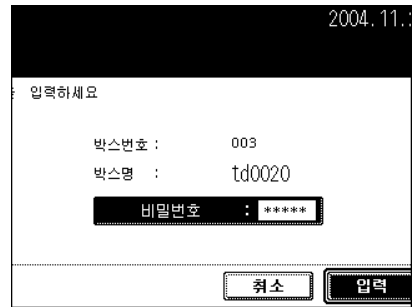 2004.11.
입력하세요
박스번호 : 003
박스명 : td0020
비밀번호 : *****
취소 입력